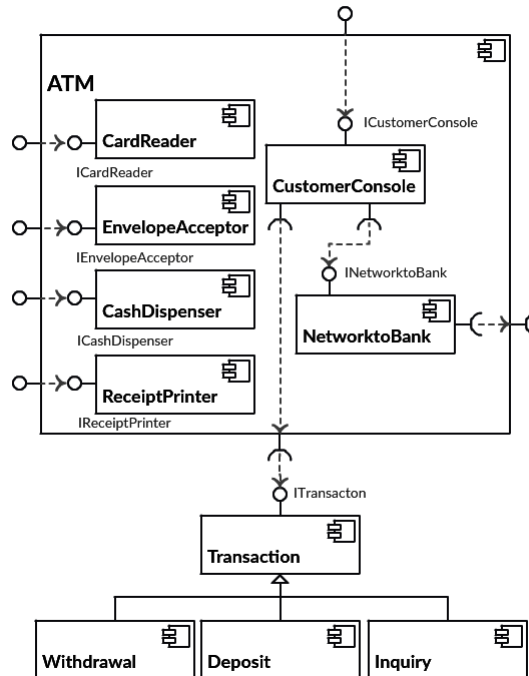 ATM
CardReader
ICardReader
EnvelopeAcceptor
IEnvelopeAcceptor
CashDispenser
ICashDispenser
ReceiptPrinter
IReceiptPrinter
ICustomerConsole
CustomerConsole
INetworktoBank
NetworktoBank
ITransacton
Transaction
Withdrawal
Deposit
Inquiry